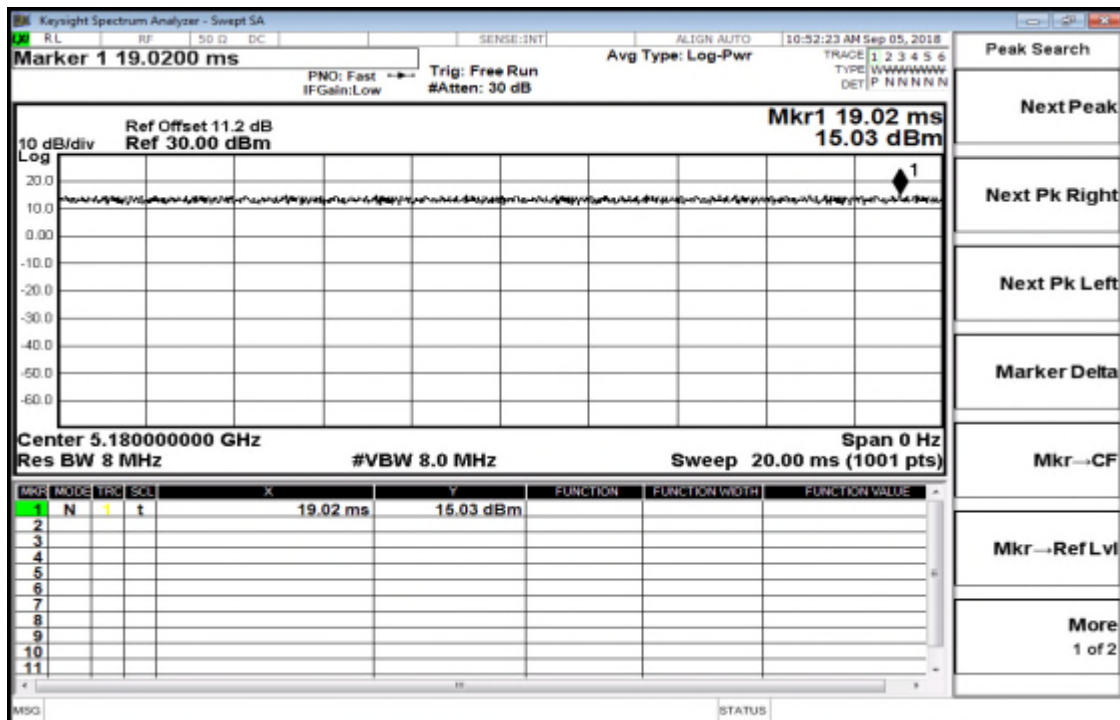 Keysight Spectrum Analyzer - Swept SA
RL RF 50 Ω DC SENSE:INT ALIGN AUTO 10:52:23 AM Sep 05, 2018
Marker 1 19.0200 ms
PNO: Fast
IFGain:Low
Trig: Free Run
#Atten: 30 dB
Avg Type: Log-Pwr
TRACE 1 2 3 4 5 6
TYPE WWWWWW
DET P N N N N N
Mkr1 19.02 ms
15.03 dBm
Ref Offset 11.2 dB
10 dB/div Ref 30.00 dBm
Log
1
20.0
10.0
0.00
-10.0
-20.0
-30.0
-40.0
-50.0
-60.0
Center 5.180000000 GHz Span 0 Hz
Res BW 8 MHz #VBW 8.0 MHz Sweep 20.00 ms (1001 pts)
MKR MODE TRC SCL X Y FUNCTION FUNCTION WIDTH FUNCTION VALUE
1 N 1 t 19.02 ms 15.03 dBm
2
3
4
5
6
7
8
9
10
11
MSG STATUS
Peak Search
Next Peak
Next Pk Right
Next Pk Left
Marker Delta
Mkr→CF
Mkr→Ref Lvl
More
1 of 2